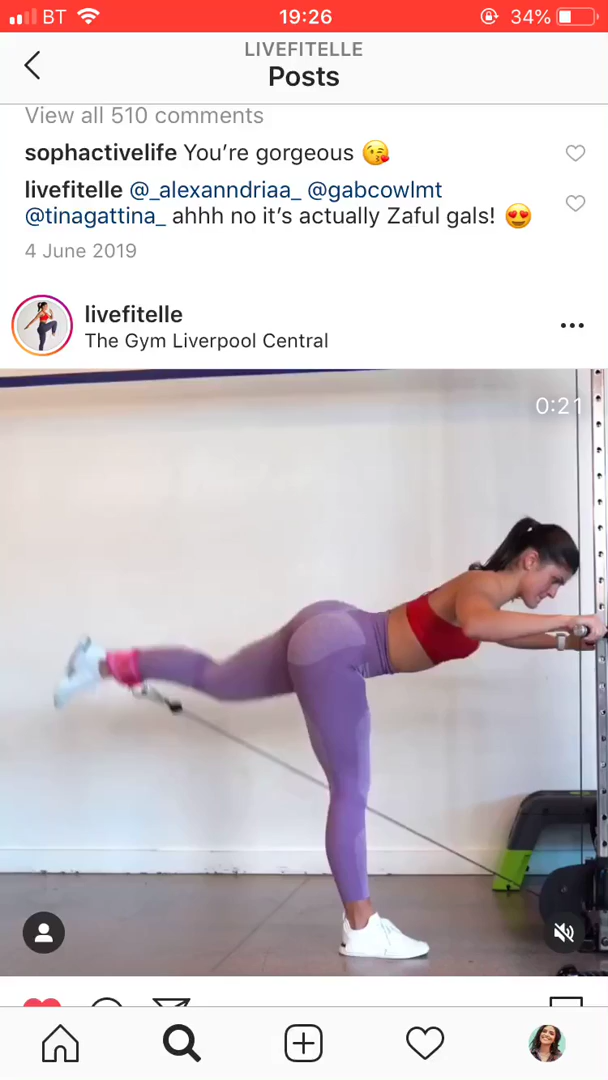 BT 19:26 34%
LIVEFITELLE
Posts
View all 510 comments
sophactivelife You’re gorgeous 😘
livefitelle @_alexanndriaa_ @gabcowlmt
@tinagattina_ ahhh no it’s actually Zaful gals! 😍
4 June 2019
livefitelle
The Gym Liverpool Central
0:21